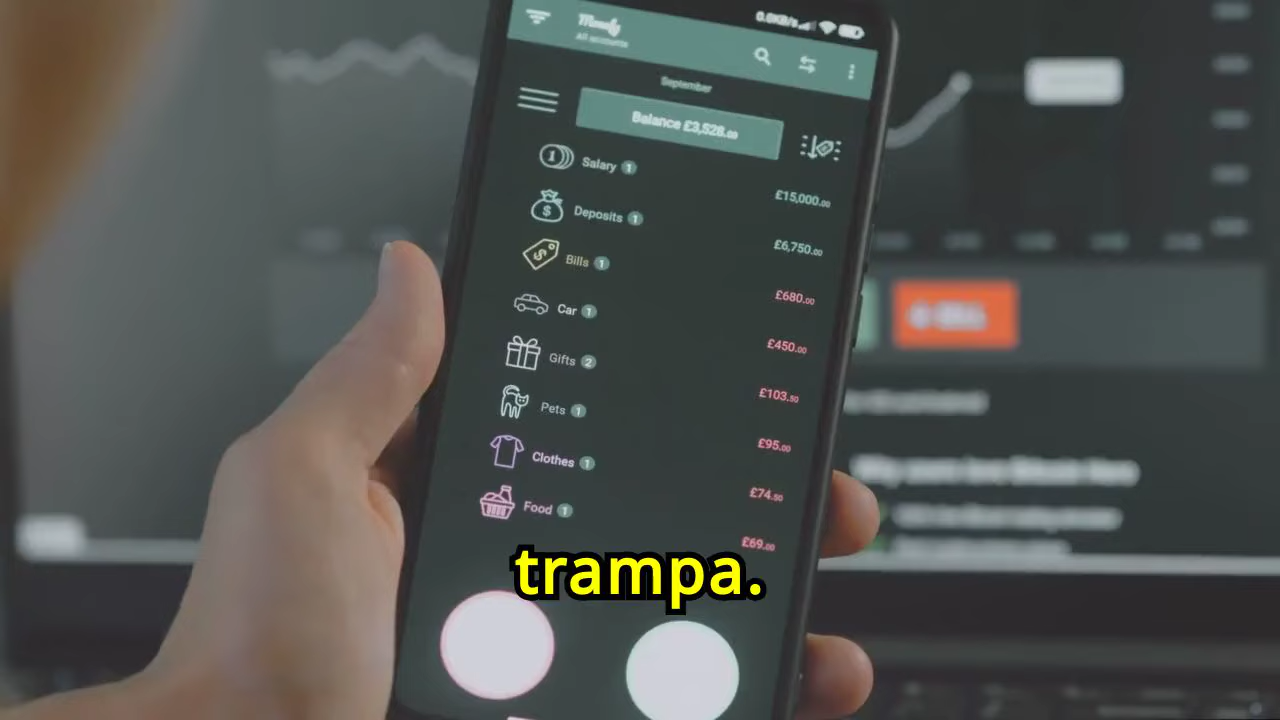 0.0KB/s
Monefy
All accounts
September
Balance £3,528.00
Salary 1 £15,000.00
Deposits 1 £6,750.00
Bills 1 £680.00
Car 1 £450.00
Gifts 2 £103.50
Pets 1 £95.00
Clothes 1 £74.50
Food 1 £69.00
trampa.